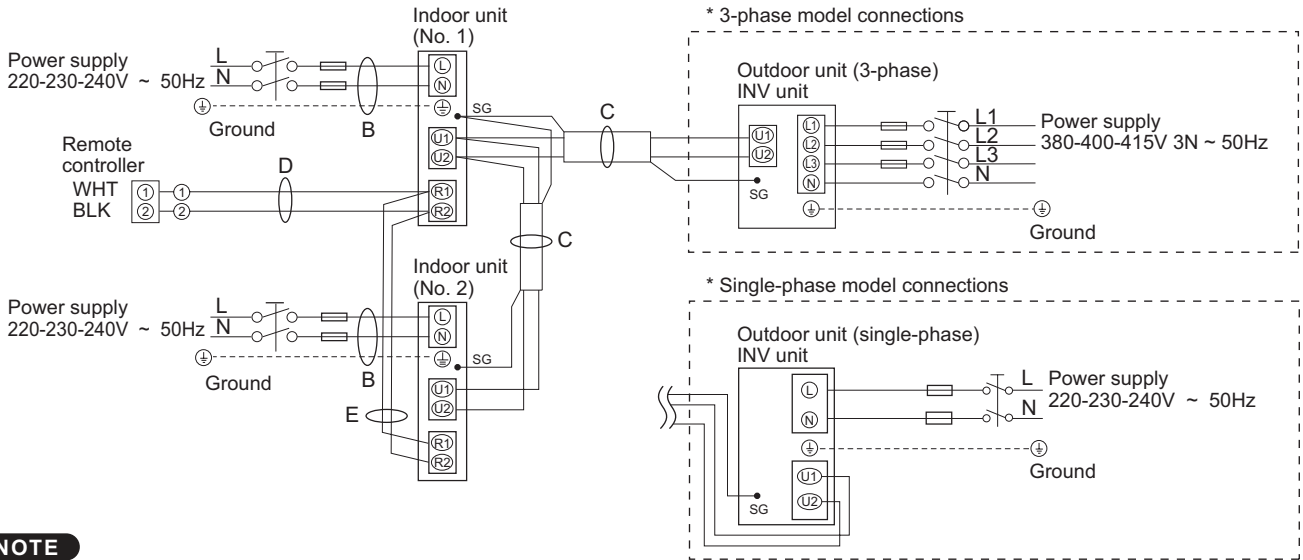 Indoor unit
(No. 1)
Power supply
220-230-240V ~ 50Hz
L
N
Ground
B
L
N
SG
U1
U2
R1
R2
Remote
controller
WHT
BLK
1
2
1
2
D
C
C
Indoor unit
(No. 2)
Power supply
220-230-240V ~ 50Hz
L
N
Ground
B
L
N
SG
U1
U2
E
R1
R2
* 3-phase model connections
Outdoor unit (3-phase)
INV unit
U1
U2
SG
L1
L2
L3
N
L1
L2
L3
N
Power supply
380-400-415V 3N ~ 50Hz
Ground
* Single-phase model connections
Outdoor unit (single-phase)
INV unit
L
N
L
N
Power supply
220-230-240V ~ 50Hz
Ground
U1
U2
SG
NOTE